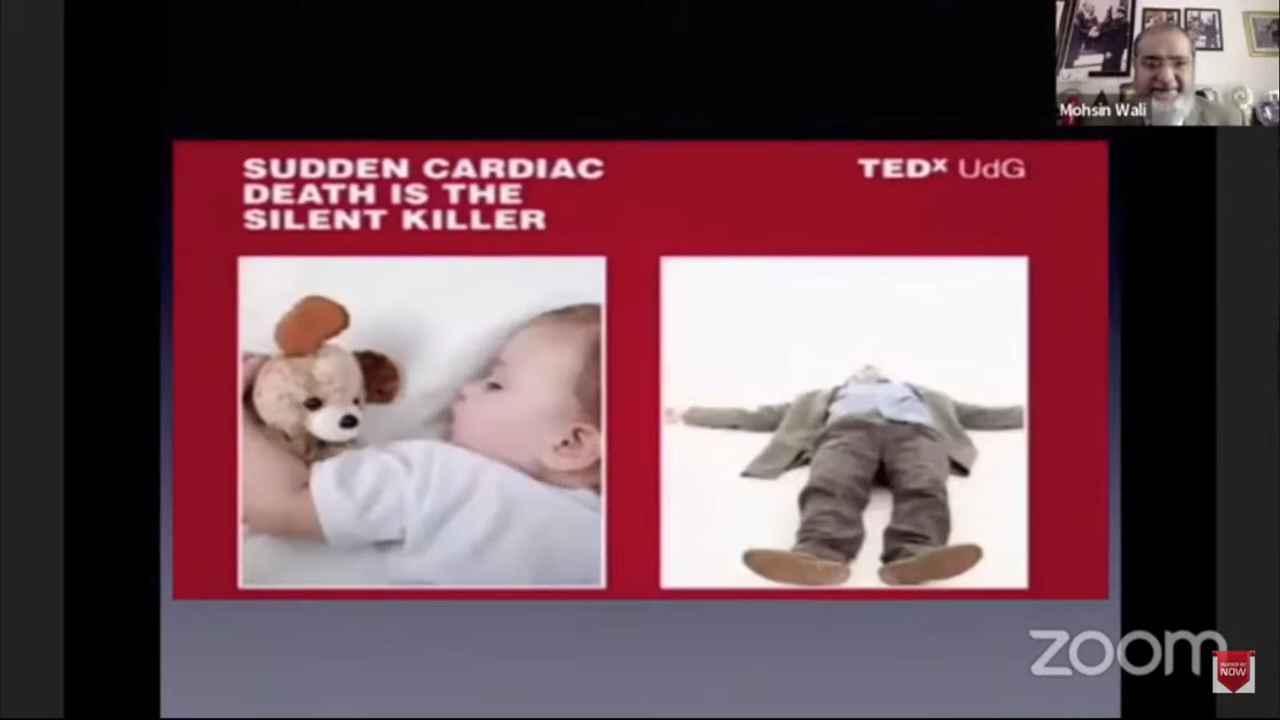 Mohsin Wali
SUDDEN CARDIAC
DEATH IS THE
SILENT KILLER
TEDx UdG
zoom
NOW